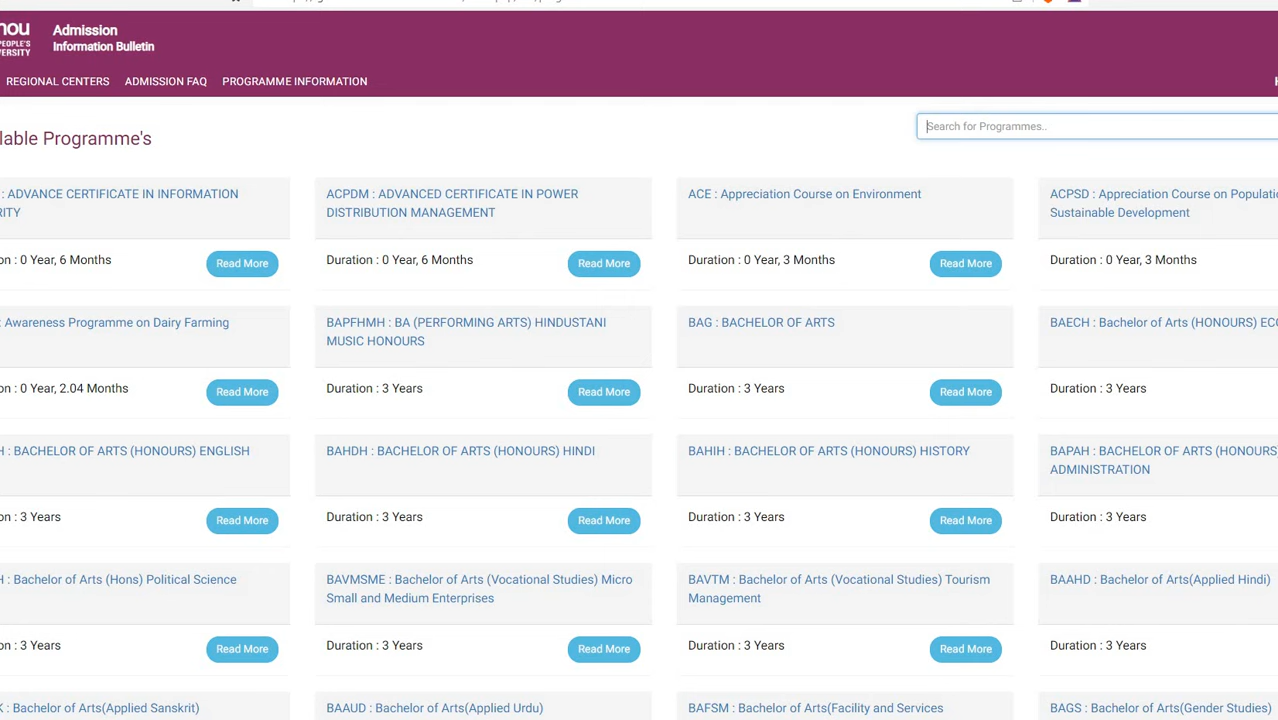 nou
PEOPLE'S
VERSITY
Admission
Information Bulletin
REGIONAL CENTERS ADMISSION FAQ PROGRAMME INFORMATION
lable Programme's
Search for Programmes..
: ADVANCE CERTIFICATE IN INFORMATION
RITY
on : 0 Year, 6 Months
Read More
ACPDM : ADVANCED CERTIFICATE IN POWER
DISTRIBUTION MANAGEMENT
Duration : 0 Year, 6 Months
Read More
ACE : Appreciation Course on Environment
Duration : 0 Year, 3 Months
Read More
ACPSD : Appreciation Course on Populatio
Sustainable Development
Duration : 0 Year, 3 Months
: Awareness Programme on Dairy Farming
on : 0 Year, 2.04 Months
Read More
BAPFHMH : BA (PERFORMING ARTS) HINDUSTANI
MUSIC HONOURS
Duration : 3 Years
Read More
BAG : BACHELOR OF ARTS
Duration : 3 Years
Read More
BAECH : Bachelor of Arts (HONOURS) ECO
Duration : 3 Years
H : BACHELOR OF ARTS (HONOURS) ENGLISH
on : 3 Years
Read More
BAHDH : BACHELOR OF ARTS (HONOURS) HINDI
Duration : 3 Years
Read More
BAHIH : BACHELOR OF ARTS (HONOURS) HISTORY
Duration : 3 Years
Read More
BAPAH : BACHELOR OF ARTS (HONOURS)
ADMINISTRATION
Duration : 3 Years
H : Bachelor of Arts (Hons) Political Science
on : 3 Years
Read More
BAVMSME : Bachelor of Arts (Vocational Studies) Micro
Small and Medium Enterprises
Duration : 3 Years
Read More
BAVTM : Bachelor of Arts (Vocational Studies) Tourism
Management
Duration : 3 Years
Read More
BAAHD : Bachelor of Arts(Applied Hindi)
Duration : 3 Years
K : Bachelor of Arts(Applied Sanskrit)
BAAUD : Bachelor of Arts(Applied Urdu)
BAFSM : Bachelor of Arts(Facility and Services
BAGS : Bachelor of Arts(Gender Studies)